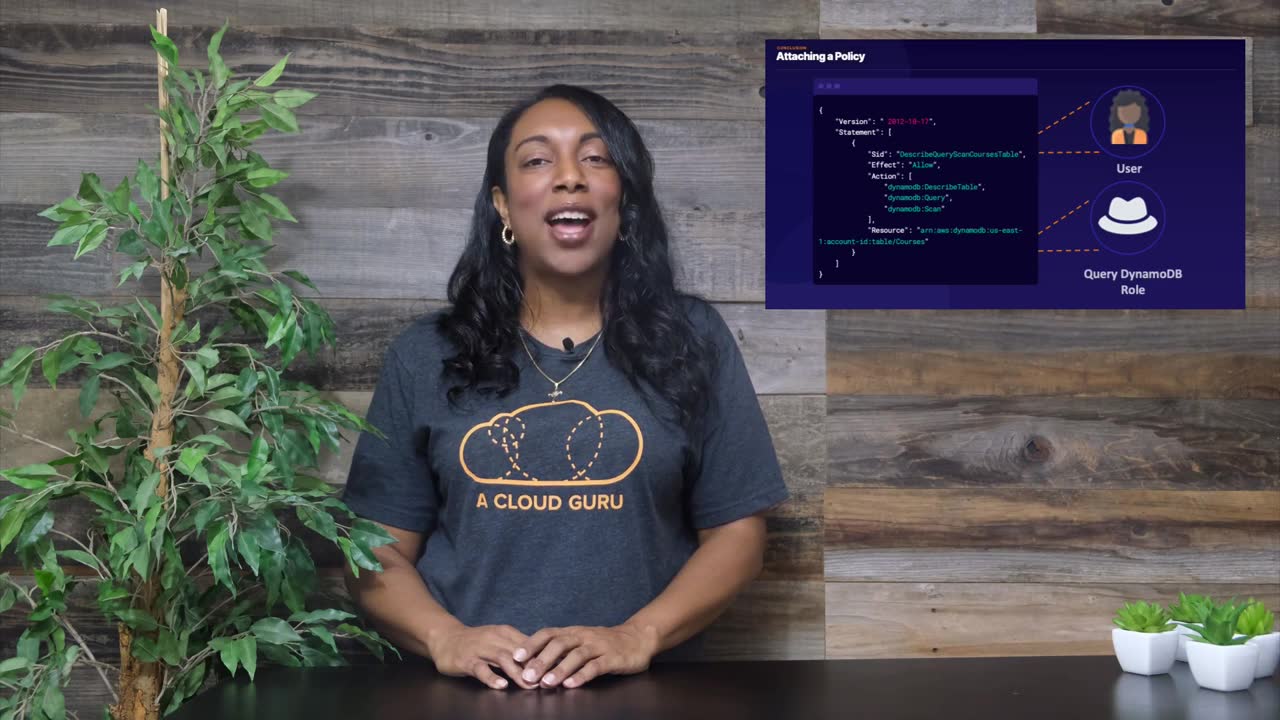 CONCLUSION
Attaching a Policy
{
"Version": " 2012-10-17",
"Statement": [
{
"Sid": "DescribeQueryScanCoursesTable",
"Effect": "Allow",
"Action": [
"dynamodb:DescribeTable",
"dynamodb:Query",
"dynamodb:Scan"
],
"Resource": "arn:aws:dynamodb:us-east-
1:account-id:table/Courses"
}
]
}
User
Query DynamoDB
Role
A CLOUD GURU